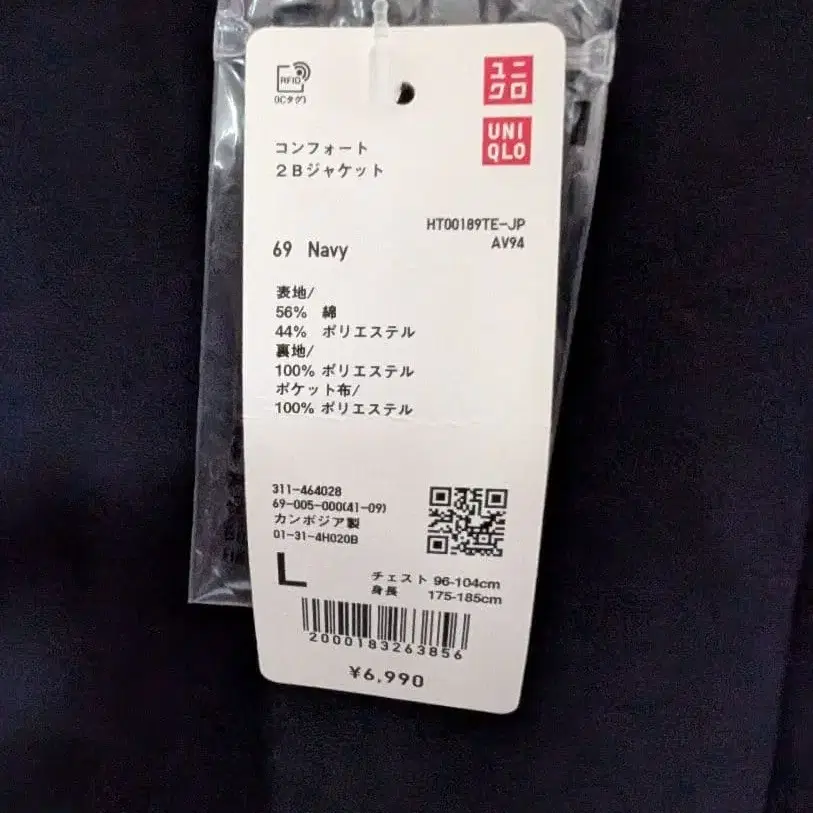 RFID
(ICタグ)
ユニ
クロ
UNI
QLO
コンフォート
2Bジャケット
HT00189TE-JP
AV94
69 Navy
表地/
56% 綿
44% ポリエステル
裏地/
100% ポリエステル
ポケット布/
100% ポリエステル
311-464028
69-005-000(41-09)
カンボジア製
01-31-4H020B
L
チェスト 96-104cm
身長 175-185cm
2000183263856
¥6,990